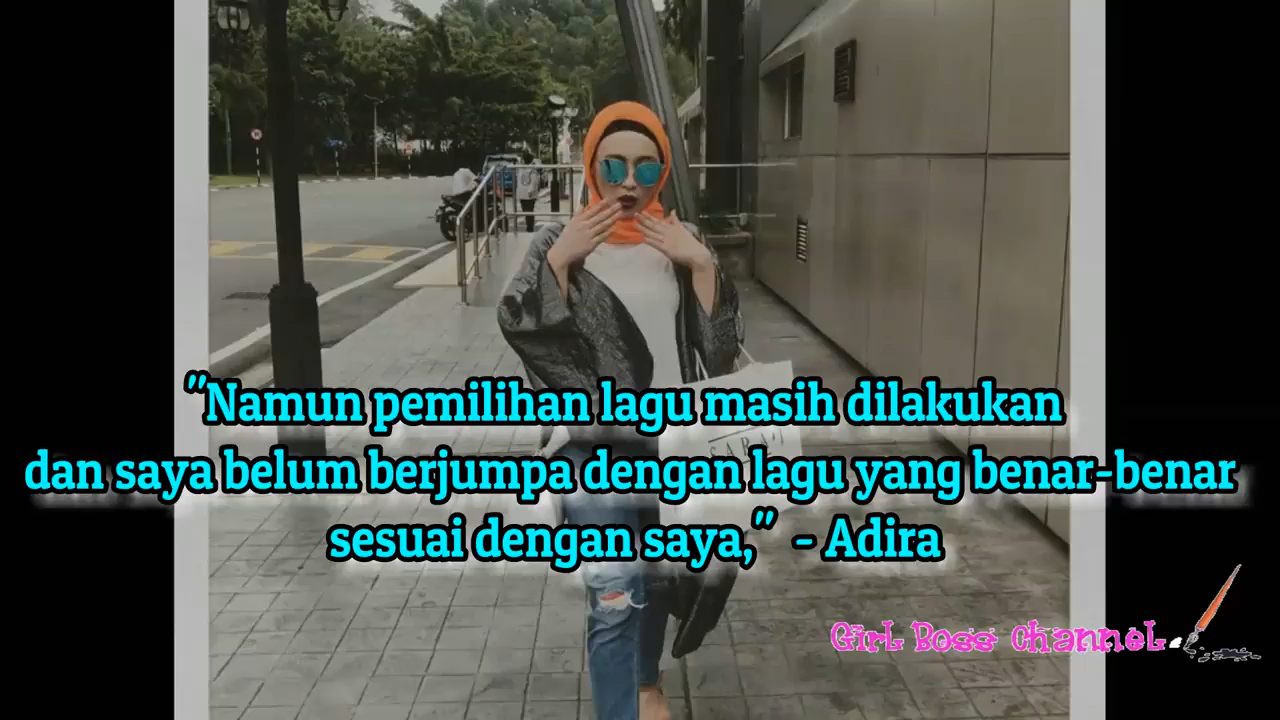 "Namun pemilihan lagu masih dilakukan
dan saya belum berjumpa dengan lagu yang benar-benar
sesuai dengan saya," - Adira
Girl Boss Channel